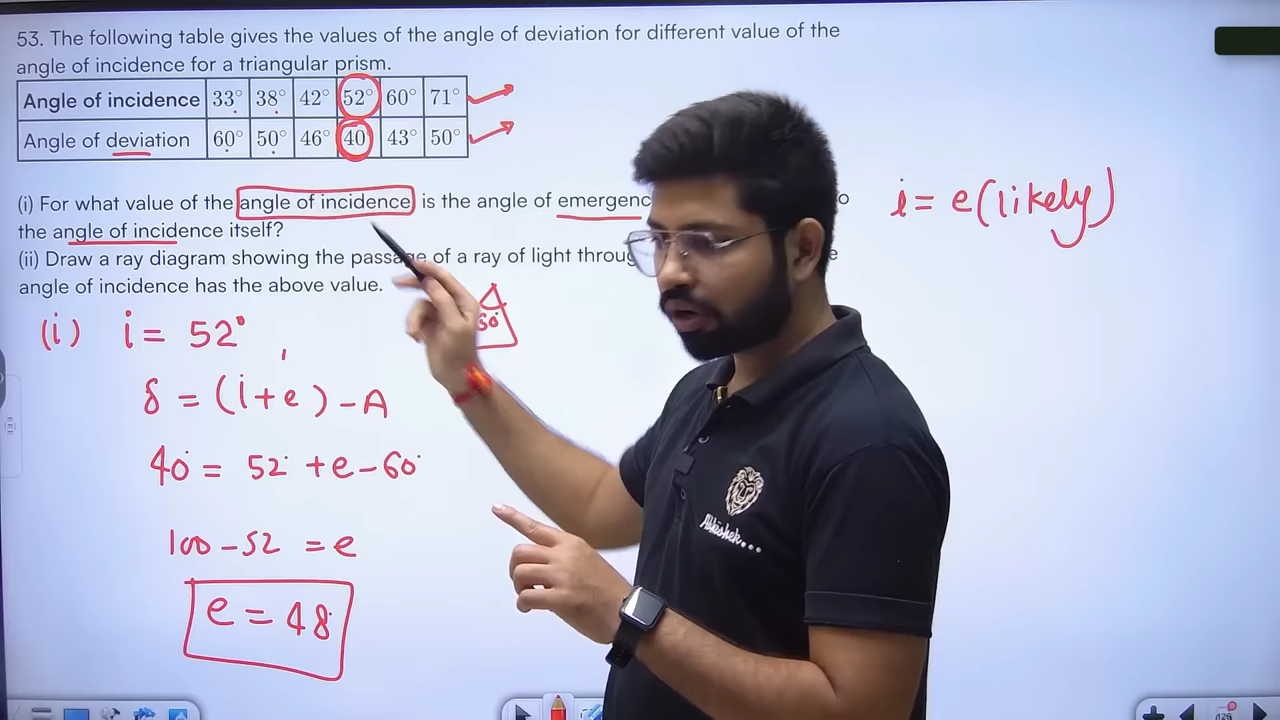 53. The following table gives the values of the angle of deviation for different value of the
angle of incidence for a triangular prism.
Angle of incidence 33° 38° 42° 52° 60° 71°
Angle of deviation 60° 50° 46° 40 43° 50°
(i) For what value of the angle of incidence is the angle of
the angle of incidence itself?
i = e (likely)
(ii) Draw a ray diagram showing the passage of a ray of light
angle of incidence has the above value.
(i) i = 52°
δ = (i + e) - A
40° = 52° + e - 60°
100 - 52 = e
e = 48°
Abhishek...